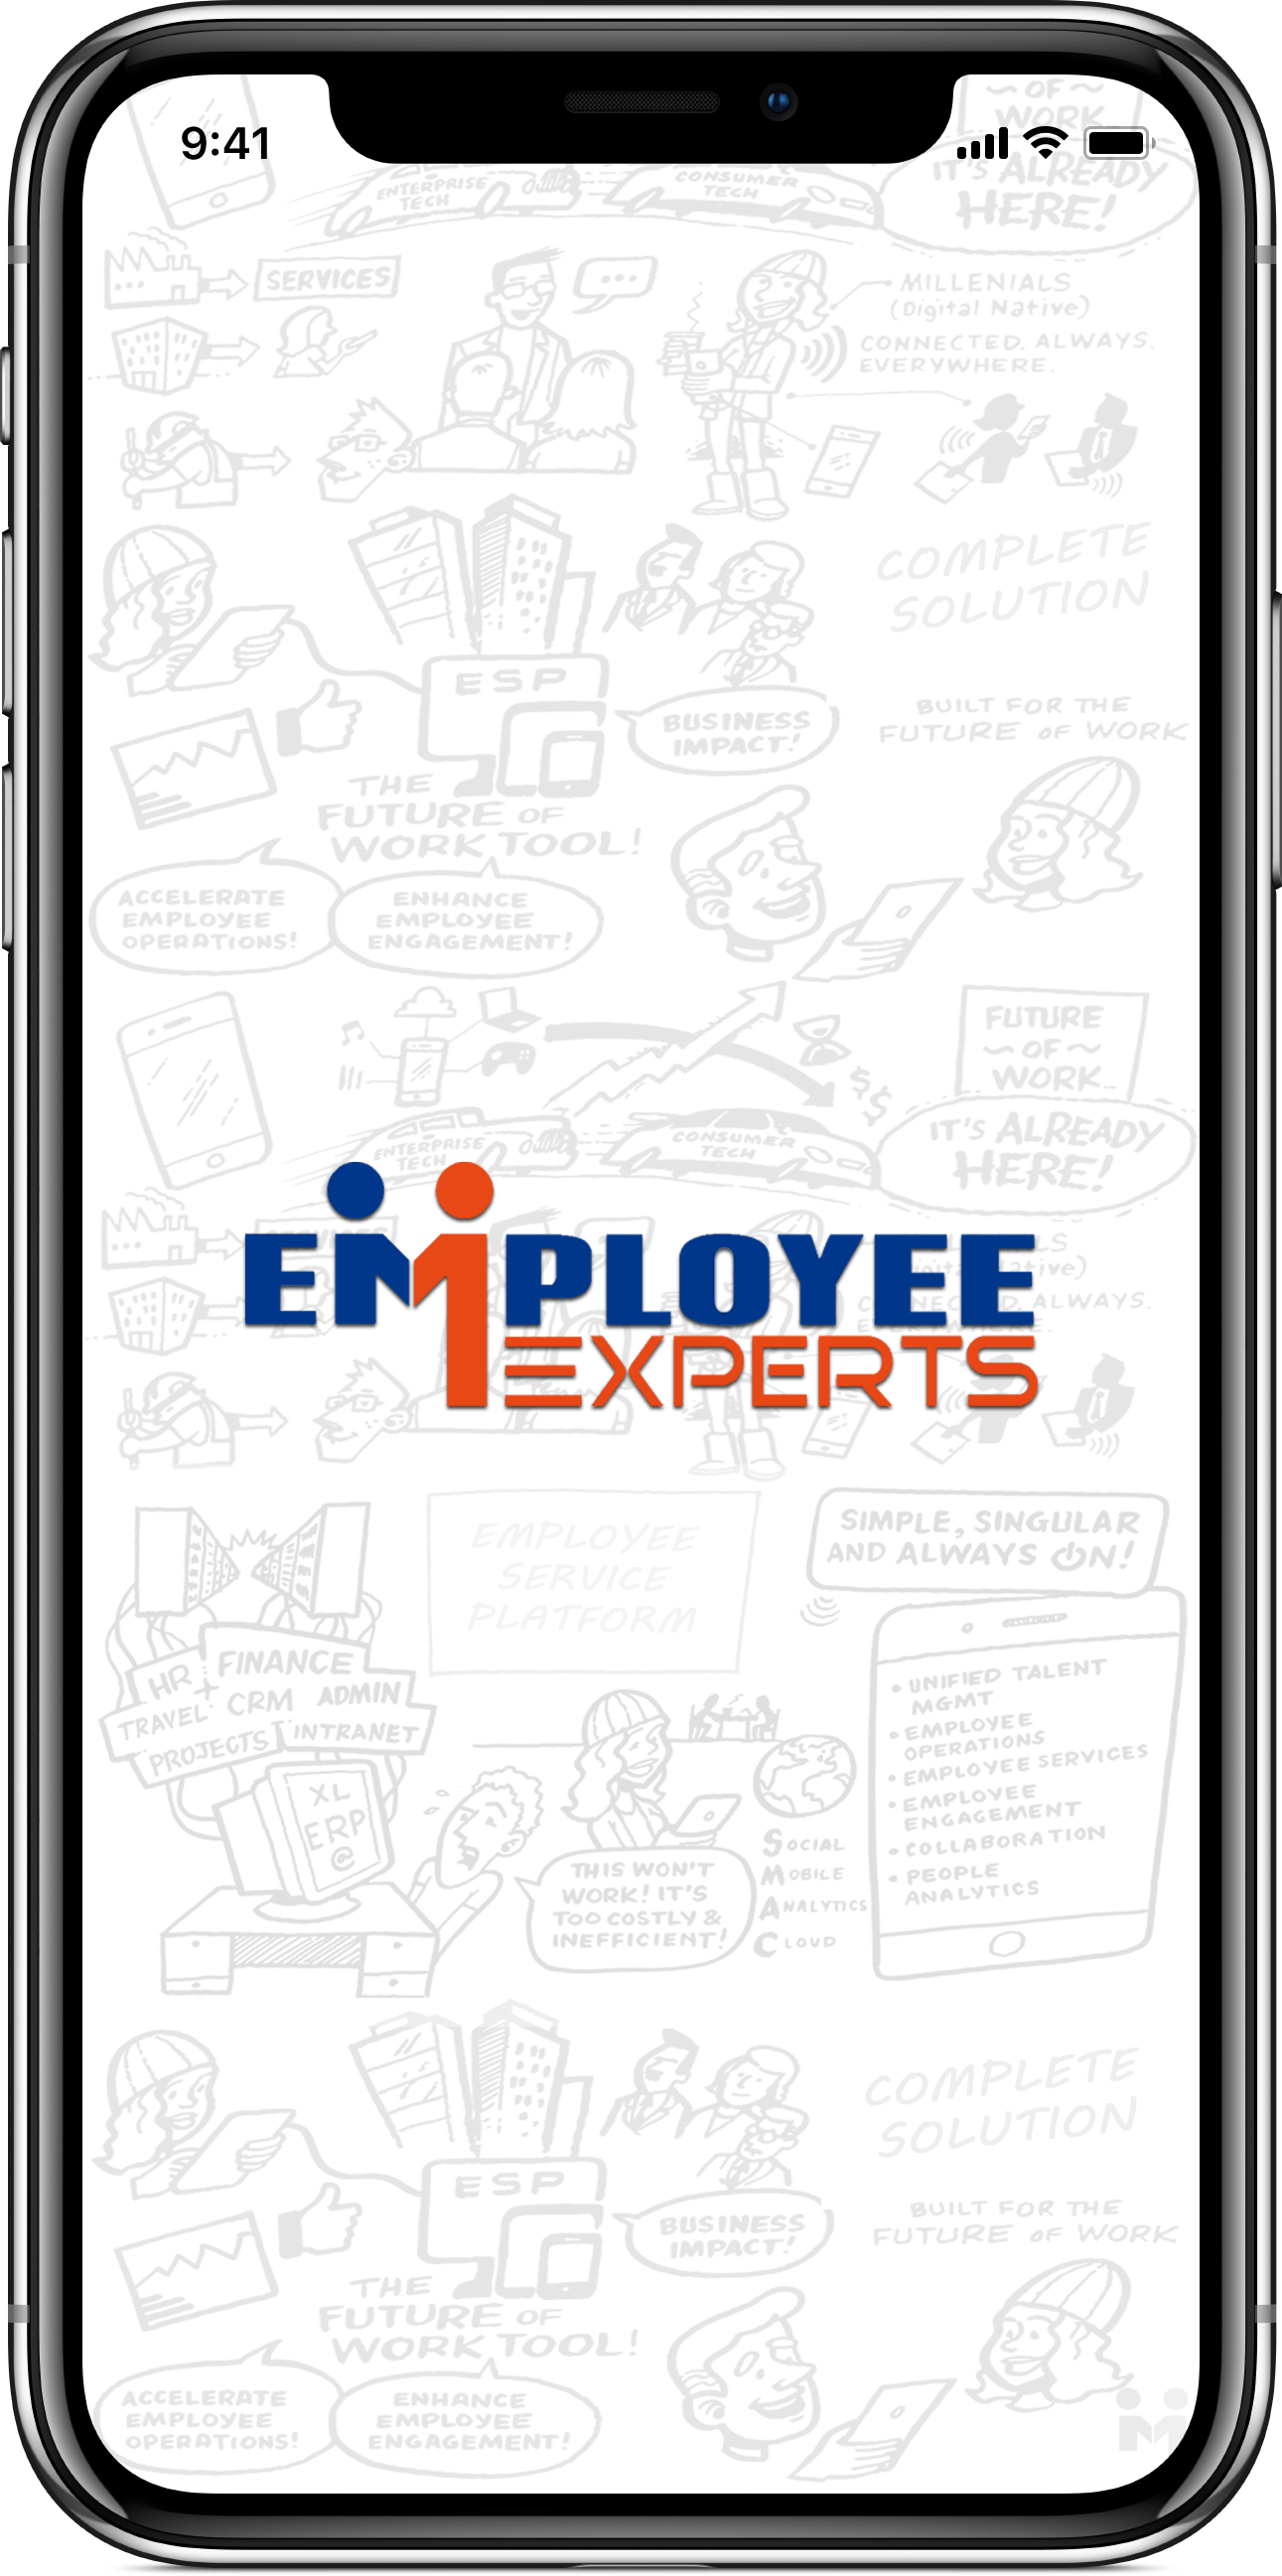 9:41
OF
WORK
IT'S ALREADY
HERE!
ENTERPRISE
TECH
CONSUMER
TECH
SERVICES
MILLENIALS
(Digital Native)
CONNECTED. ALWAYS.
EVERYWHERE.
COMPLETE
SOLUTION
ESP
BUSINESS
IMPACT!
BUILT FOR THE
FUTURE OF WORK
THE
FUTURE OF
WORK TOOL!
ACCELERATE
EMPLOYEE
OPERATIONS!
ENHANCE
EMPLOYEE
ENGAGEMENT!
FUTURE
OF
WORK
$$
IT'S ALREADY
HERE!
ENTERPRISE
TECH
CONSUMER
TECH
SERVICES
EMPLOYEE
EXPERTS
ALWAYS.
EMPLOYEE
SERVICE
PLATFORM
SIMPLE, SINGULAR
AND ALWAYS ON!
HR
+
FINANCE
TRAVEL
CRM
ADMIN
PROJECTS
INTRANET
XL
ERP
@
THIS WON'T
WORK! IT'S
TOO COSTLY &
INEFFICIENT!
SOCIAL
MOBILE
ANALYTICS
CLOUD
• UNIFIED TALENT
MGMT
• EMPLOYEE
OPERATIONS
• EMPLOYEE SERVICES
• EMPLOYEE
ENGAGEMENT
• COLLABORATION
• PEOPLE
ANALYTICS
COMPLETE
SOLUTION
ESP
BUSINESS
IMPACT!
BUILT FOR THE
FUTURE OF WORK
THE
FUTURE OF
WORK TOOL!
ACCELERATE
EMPLOYEE
OPERATIONS!
ENHANCE
EMPLOYEE
ENGAGEMENT!